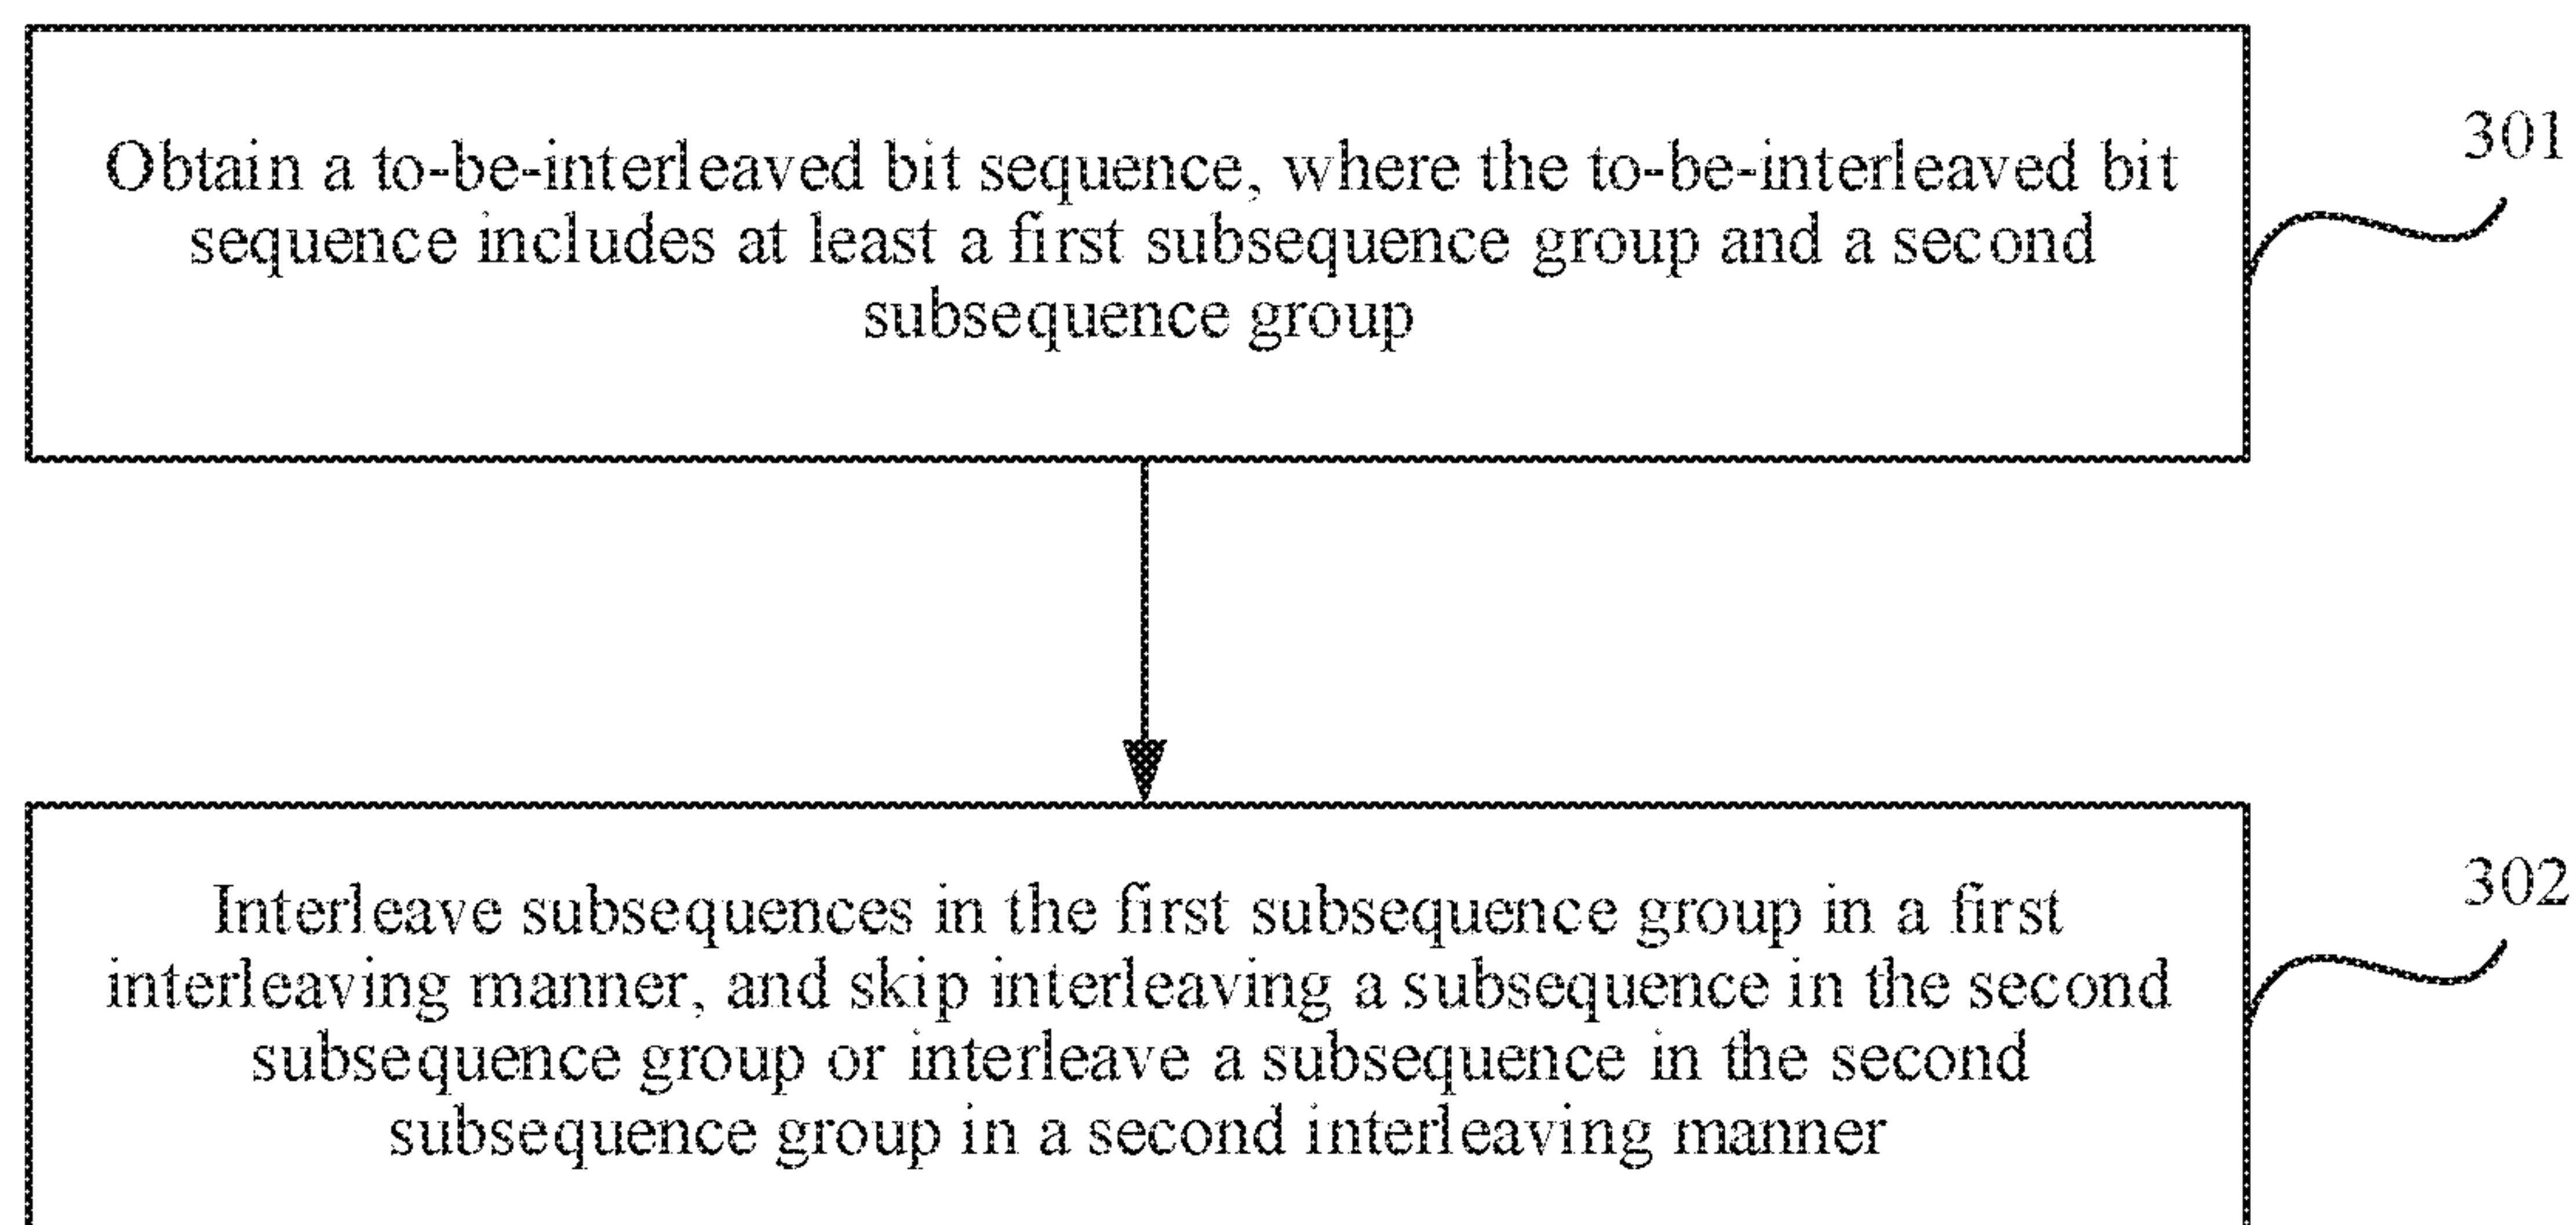 Obtain a to-be-interleaved bit sequence, where the to-be-interleaved bit
sequence includes at least a first subsequence group and a second
subsequence group
301
Interleave subsequences in the first subsequence group in a first
interleaving manner, and skip interleaving a subsequence in the second
subsequence group or interleave a subsequence in the second
subsequence group in a second interleaving manner
302